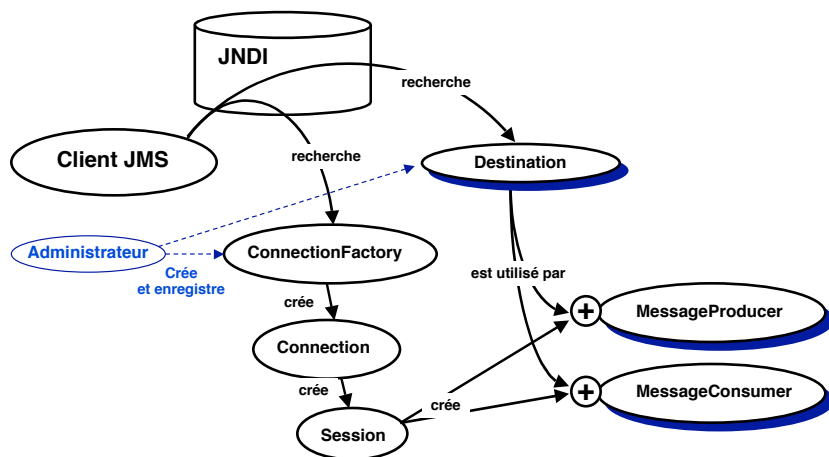 JNDI
recherche
Client JMS
recherche
Destination
Administrateur
ConnectionFactory
Crée
et enregistre
est utilisé par
crée
MessageProducer
Connection
crée
MessageConsumer
crée
Session